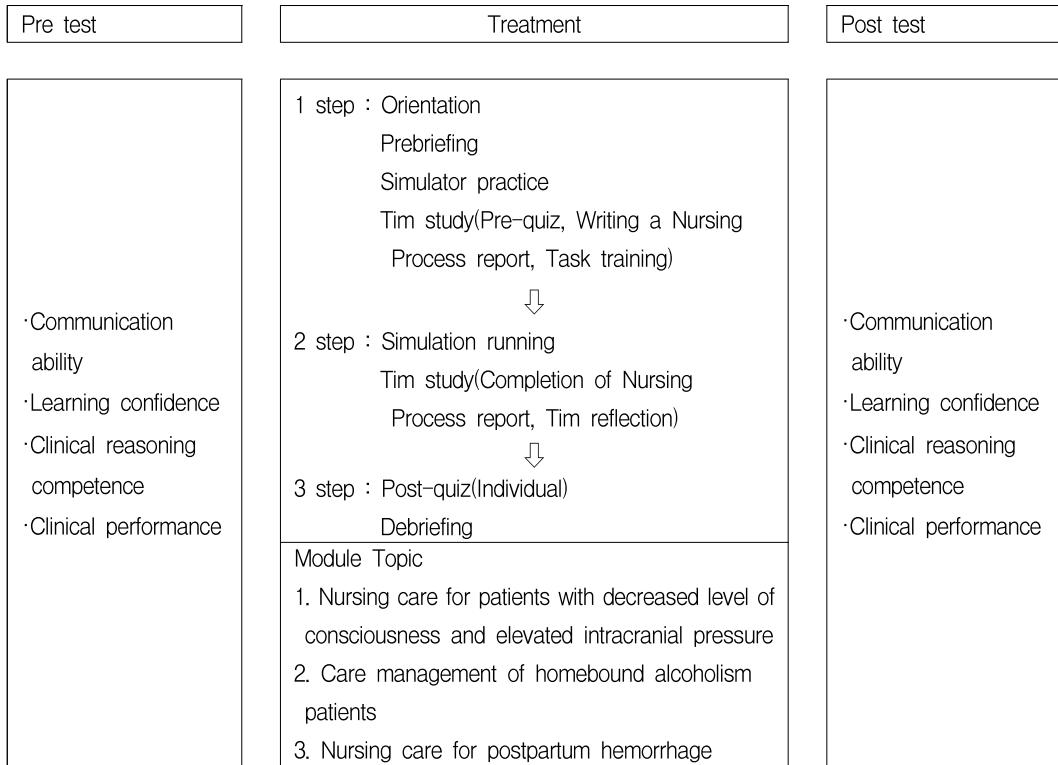 Pre test
Treatment
Post test
·Communication
ability
·Learning confidence
·Clinical reasoning
competence
·Clinical performance
1 step : Orientation
Prebriefing
Simulator practice
Tim study(Pre-quiz, Writing a Nursing
Process report, Task training)
2 step : Simulation running
Tim study(Completion of Nursing
Process report, Tim reflection)
3 step : Post-quiz(Individual)
Debriefing
Module Topic
1. Nursing care for patients with decreased level of
consciousness and elevated intracranial pressure
2. Care management of homebound alcoholism
patients
3. Nursing care for postpartum hemorrhage
·Communication
ability
·Learning confidence
·Clinical reasoning
competence
·Clinical performance